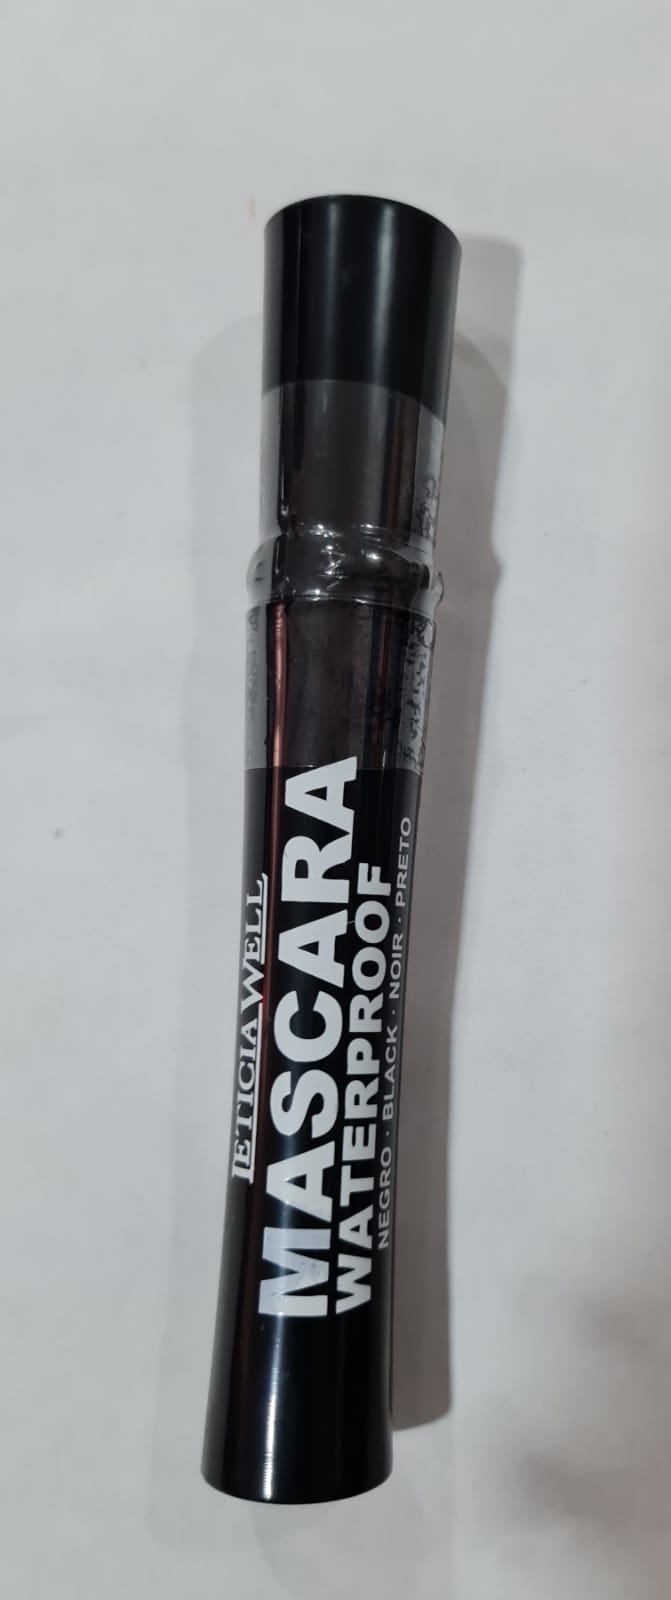 LETICIA WELL
MASCARA
WATERPROOF
NEGRO · BLACK · NOIR · PRETO